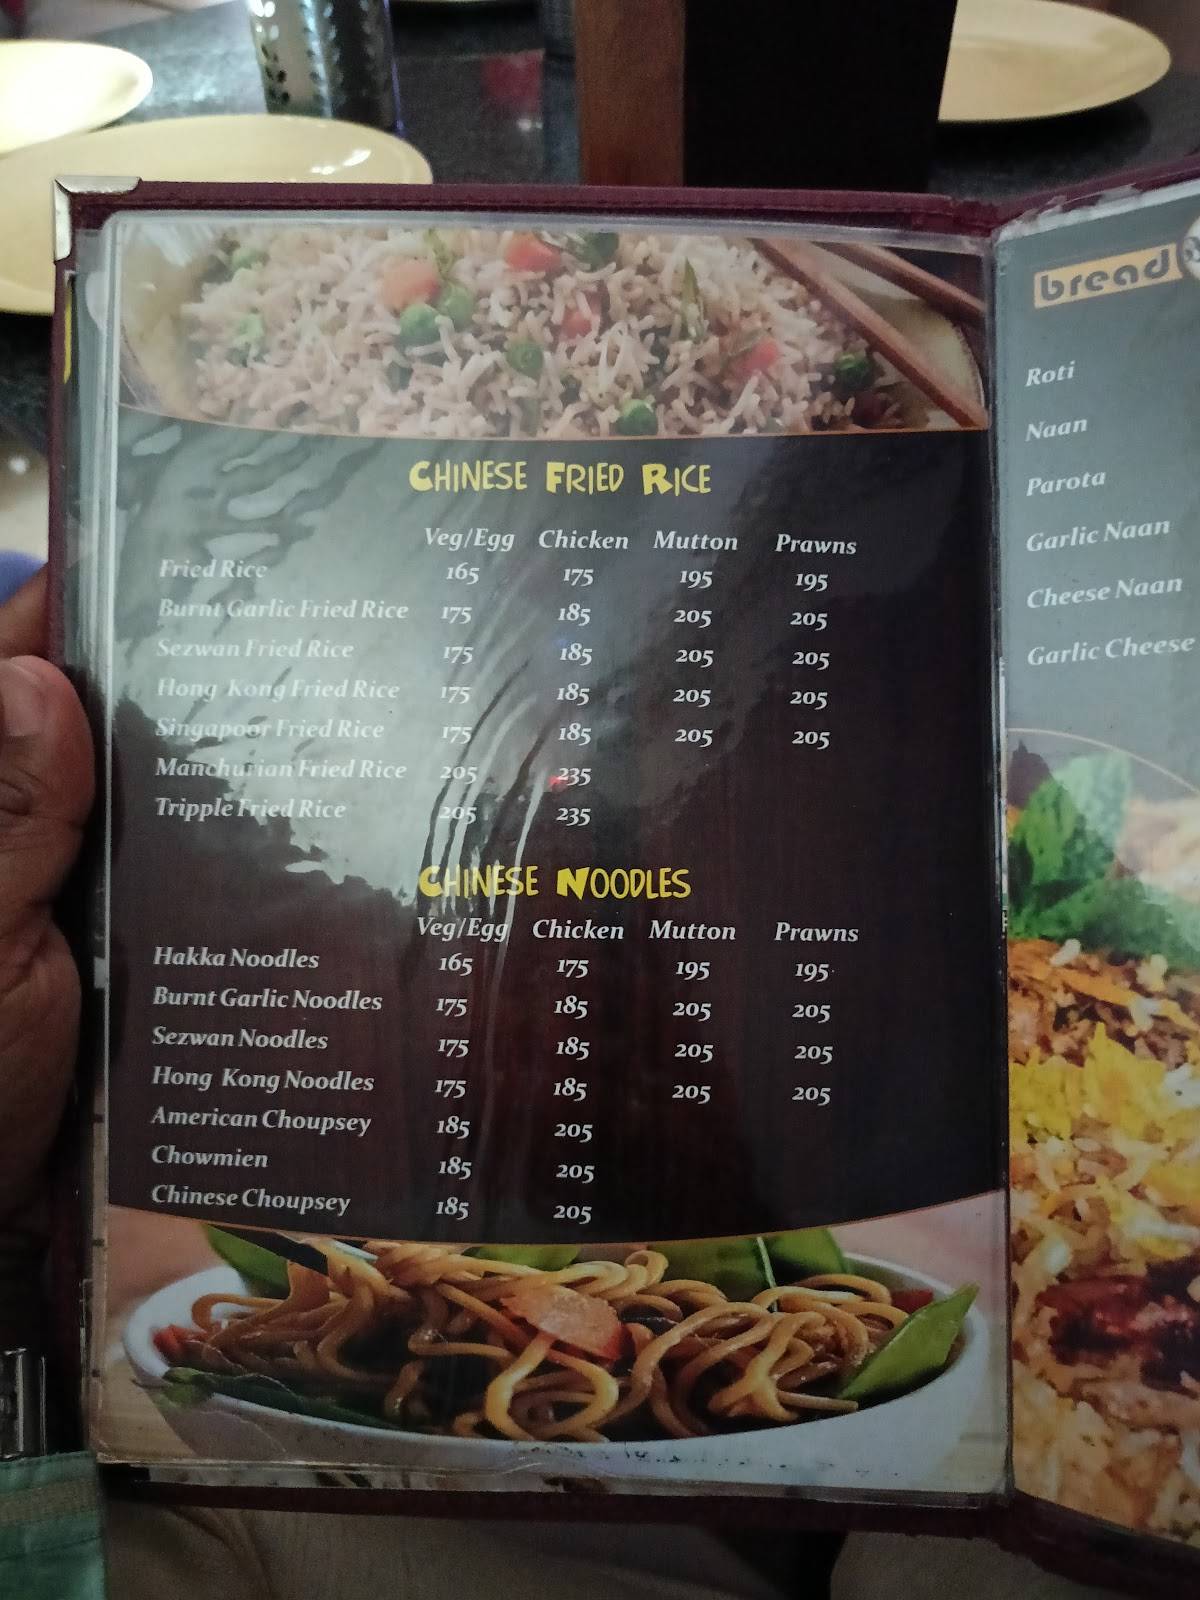 CHINESE FRIED RICE
Veg/Egg Chicken Mutton Prawns
Fried Rice 165 175 195 195
Burnt Garlic Fried Rice 175 185 205 205
Sezwan Fried Rice 175 185 205 205
Hong Kong Fried Rice 175 185 205 205
Singapoor Fried Rice 175 185 205 205
Manchurian Fried Rice 205 235
Tripple Fried Rice 205 235
CHINESE NOODLES
Veg/Egg Chicken Mutton Prawns
Hakka Noodles 165 175 195 195
Burnt Garlic Noodles 175 185 205 205
Sezwan Noodles 175 185 205 205
Hong Kong Noodles 175 185 205 205
American Choupsey 185 205
Chowmien 185 205
Chinese Choupsey 185 205
bread
Roti
Naan
Parota
Garlic Naan
Cheese Naan
Garlic Cheese